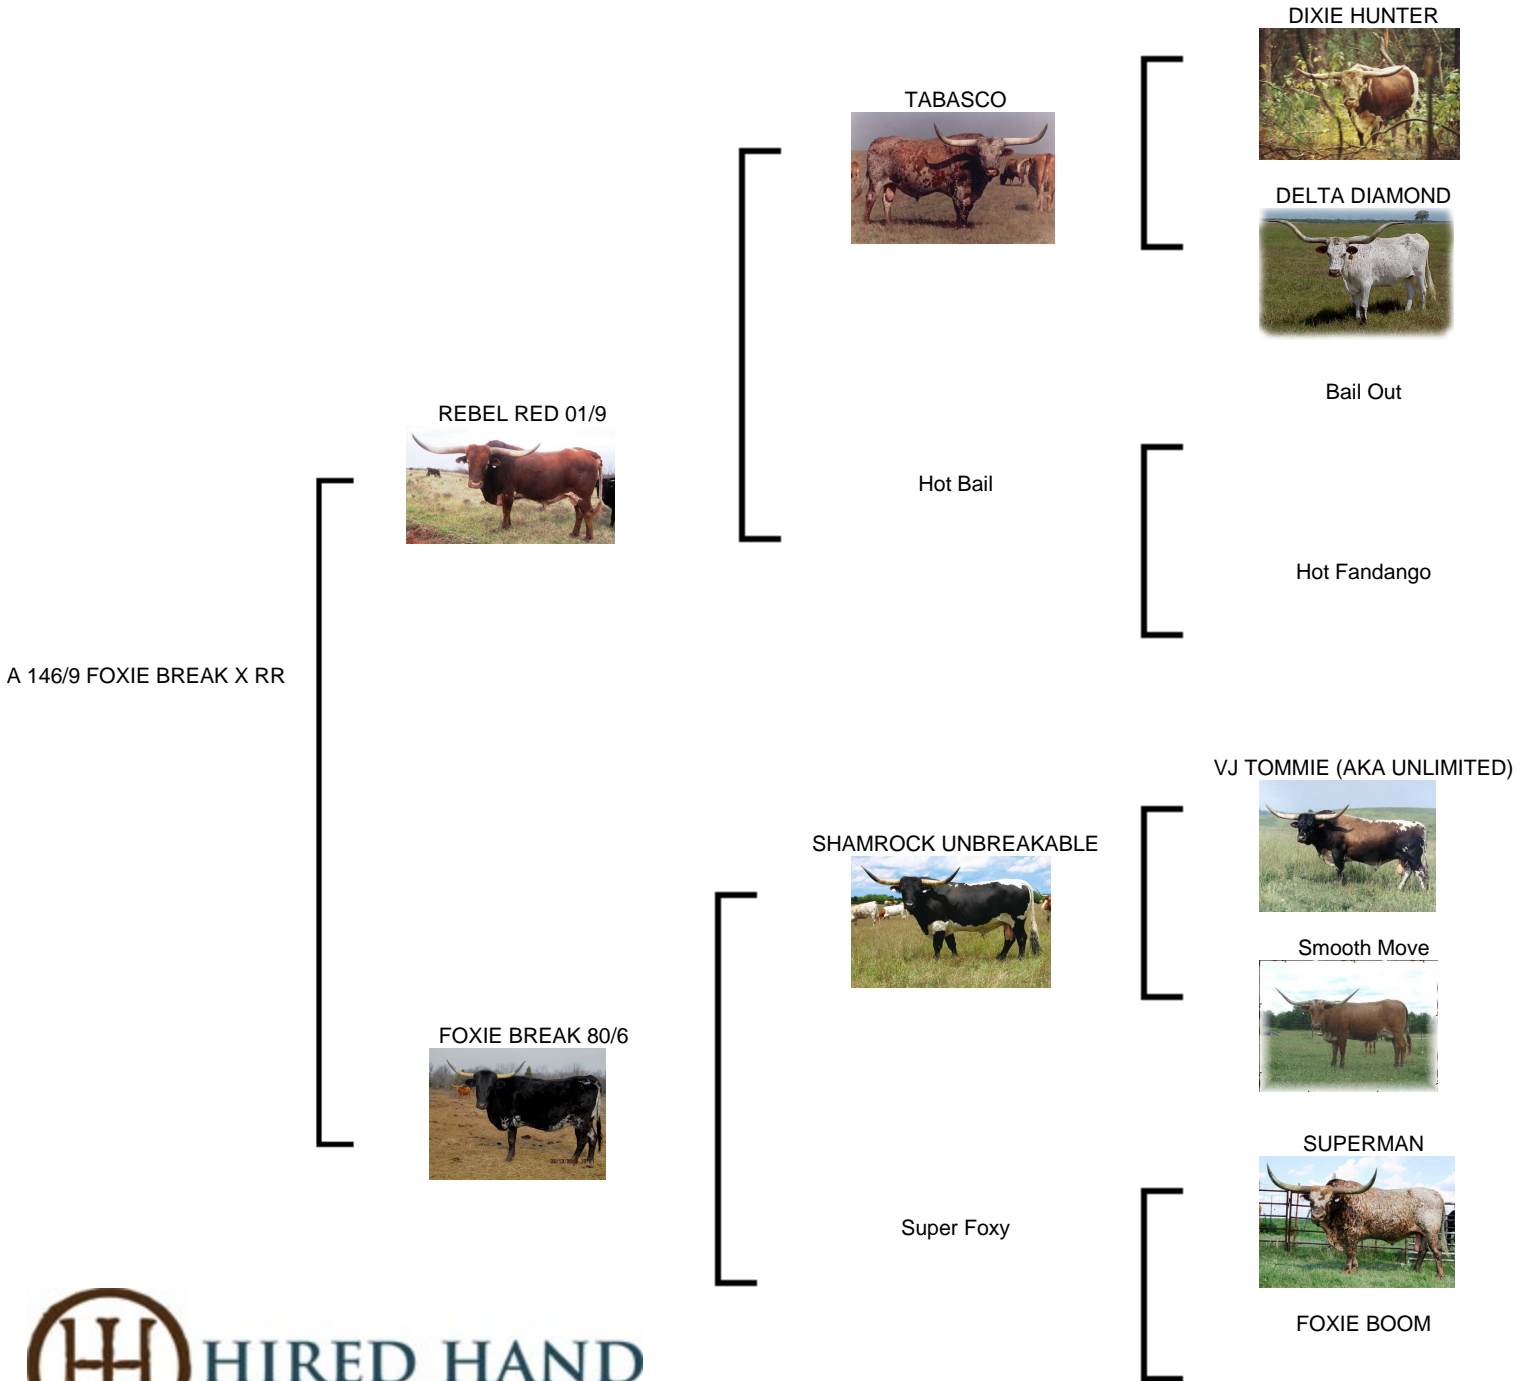 DIXIE HUNTER
TABASCO
DELTA DIAMOND
Bail Out
REBEL RED 01/9
Hot Bail
Hot Fandango
A 146/9 FOXIE BREAK X RR
VJ TOMMIE (AKA UNLIMITED)
SHAMROCK UNBREAKABLE
Smooth Move
FOXIE BREAK 80/6
SUPERMAN
Super Foxy
FOXIE BOOM
HIRED HAND